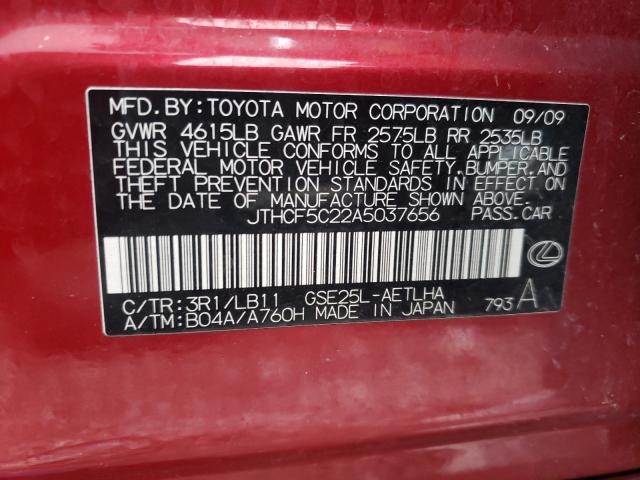 MFD. BY: TOYOTA MOTOR CORPORATION 09/09
GVWR 4615LB GAWR FR 2575LB RR 2535LB
THIS VEHICLE CONFORMS TO ALL APPLICABLE
FEDERAL MOTOR VEHICLE SAFETY, BUMPER, AND
THEFT PREVENTION STANDARDS IN EFFECT ON
THE DATE OF MANUFACTURE SHOWN ABOVE.
JTHCF5C22A5037656 PASS. CAR
C/TR: 3R1/LB11 GSE25L-AETLHA
A/TM: B04A/A760H MADE IN JAPAN 793 A